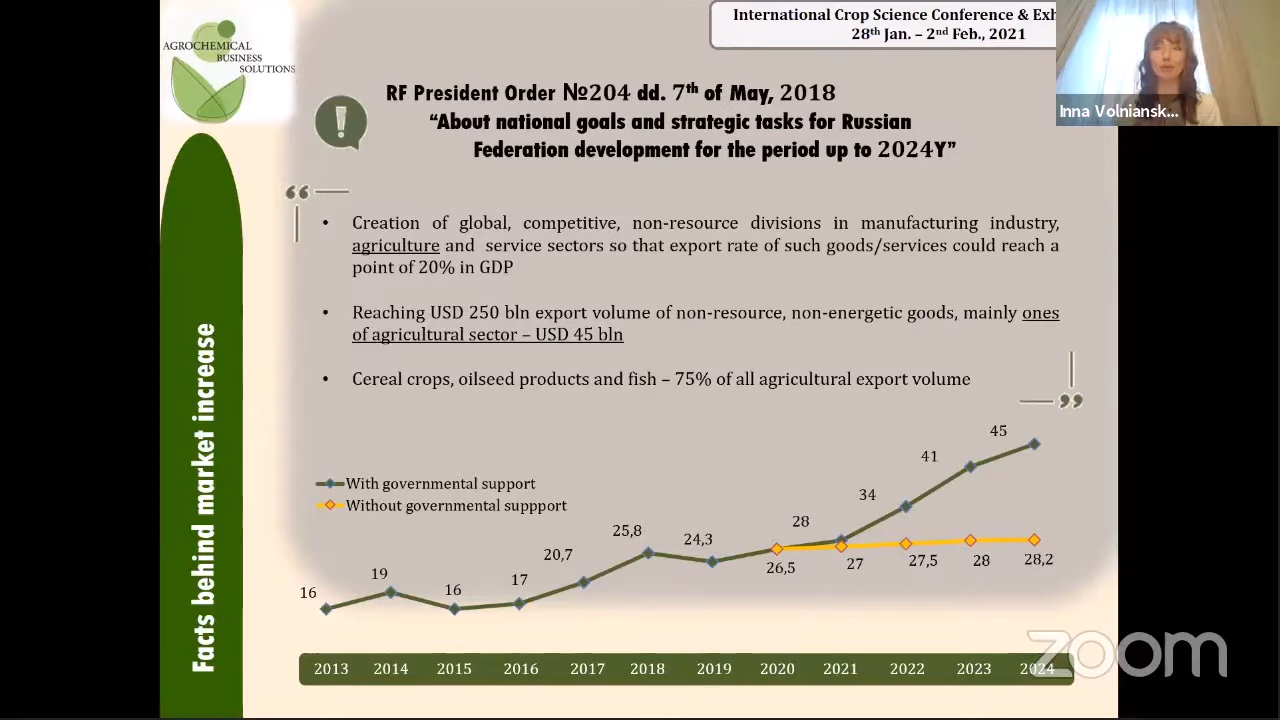 International Crop Science Conference & Exh
28th Jan. – 2nd Feb., 2021
Inna Volniansk...
AGROCHEMICAL
BUSINESS
SOLUTIONS
RF President Order №204 dd. 7th of May, 2018
“About national goals and strategic tasks for Russian
Federation development for the period up to 2024Y”
Facts behind market increase
• Creation of global, competitive, non-resource divisions in manufacturing industry,
agriculture and service sectors so that export rate of such goods/services could reach a
point of 20% in GDP
• Reaching USD 250 bln export volume of non-resource, non-energetic goods, mainly ones
of agricultural sector – USD 45 bln
• Cereal crops, oilseed products and fish – 75% of all agricultural export volume
With governmental support
Without governmental suppport
16
19
16
17
20,7
25,8
24,3
28
34
41
45
26,5
27
27,5
28
28,2
2013 2014 2015 2016 2017 2018 2019 2020 2021 2022 2023 2024
zoom